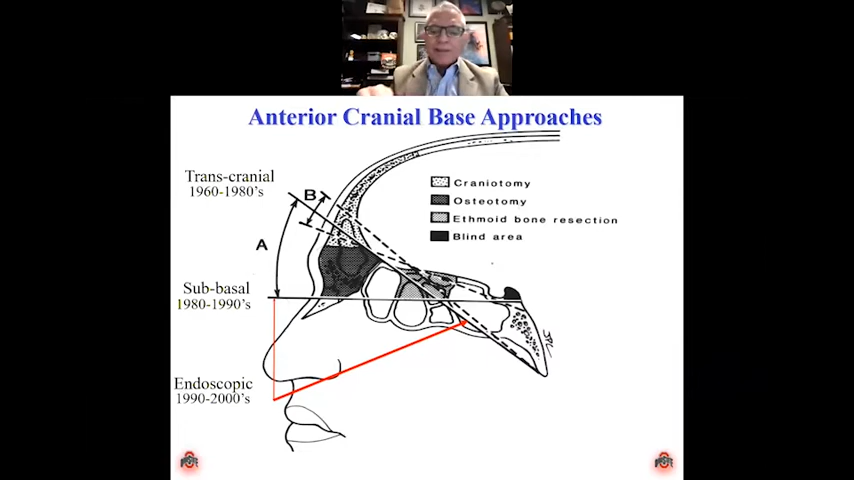 Anterior Cranial Base Approaches
Trans-cranial
1960-1980's
B
A
Craniotomy
Osteotomy
Ethmoid bone resection
Blind area
Sub-basal
1980-1990's
Endoscopic
1990-2000's